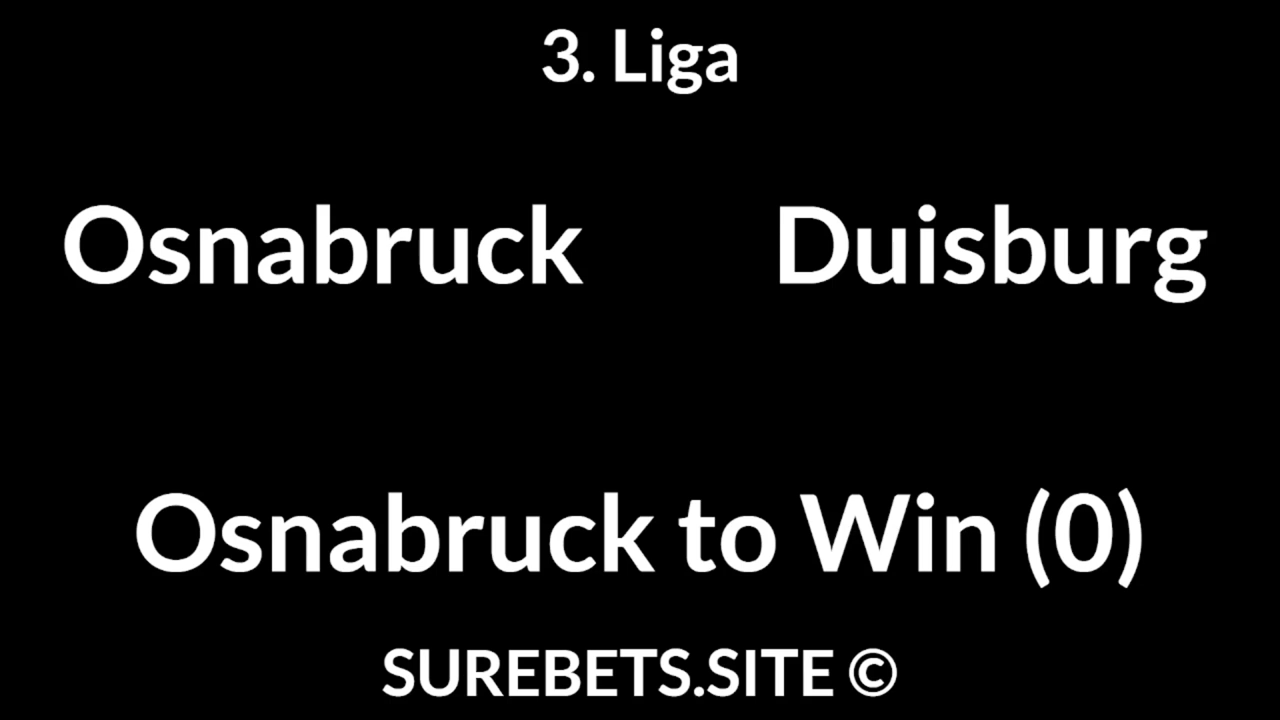 3. Liga
Osnabruck Duisburg
Osnabruck to Win (0)
SUREBETS.SITE ©